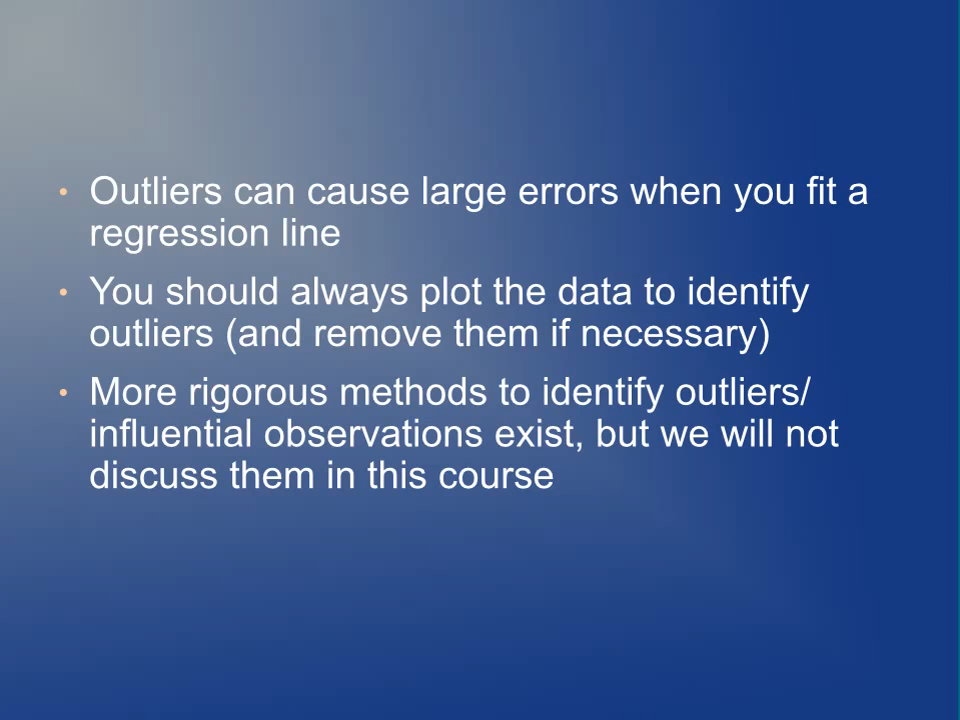 • Outliers can cause large errors when you fit a
regression line
• You should always plot the data to identify
outliers (and remove them if necessary)
• More rigorous methods to identify outliers/
influential observations exist, but we will not
discuss them in this course